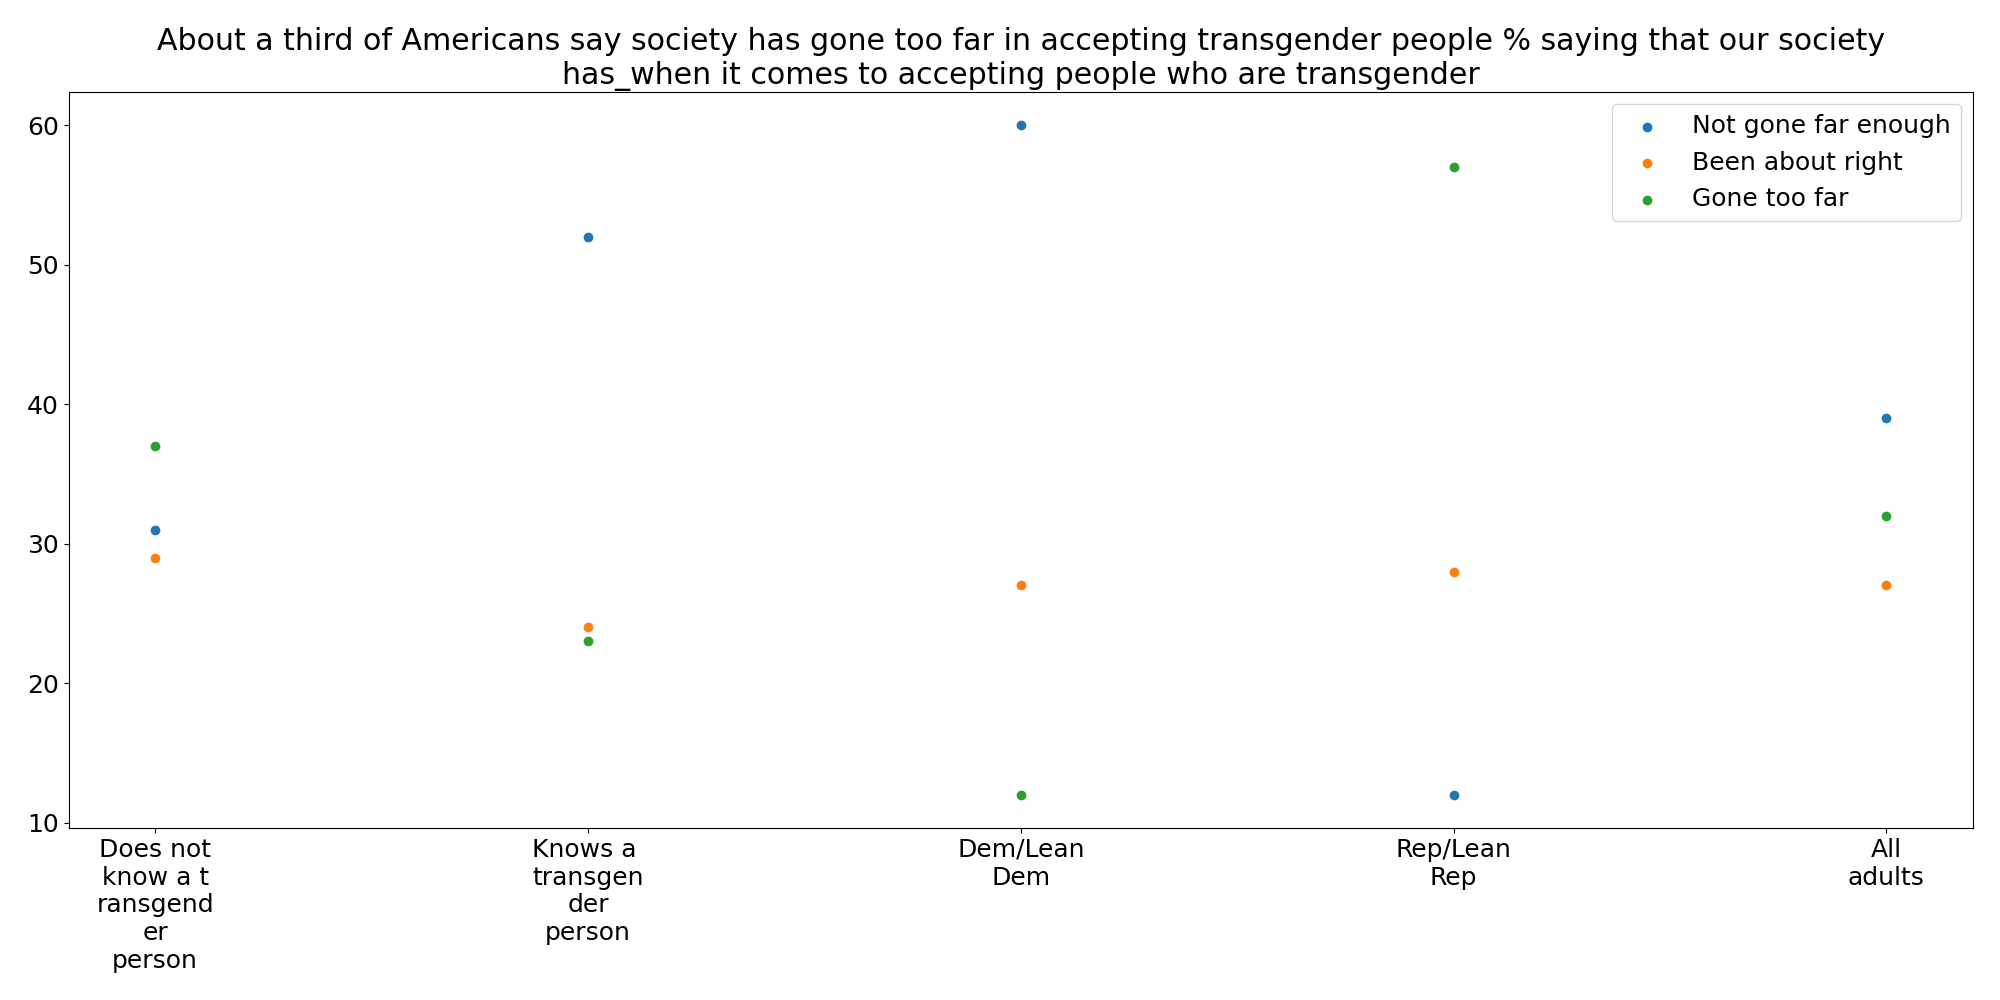 About a third of Americans say society has gone too far in accepting transgender people % saying that our society
has_when it comes to accepting people who are transgender
60
50
40
30
20
10
Not gone far enough
Been about right
Gone too far
Does not
know a t
ransgend
er
person
Knows a
transgen
der
person
Dem/Lean
Dem
Rep/Lean
Rep
All
adults